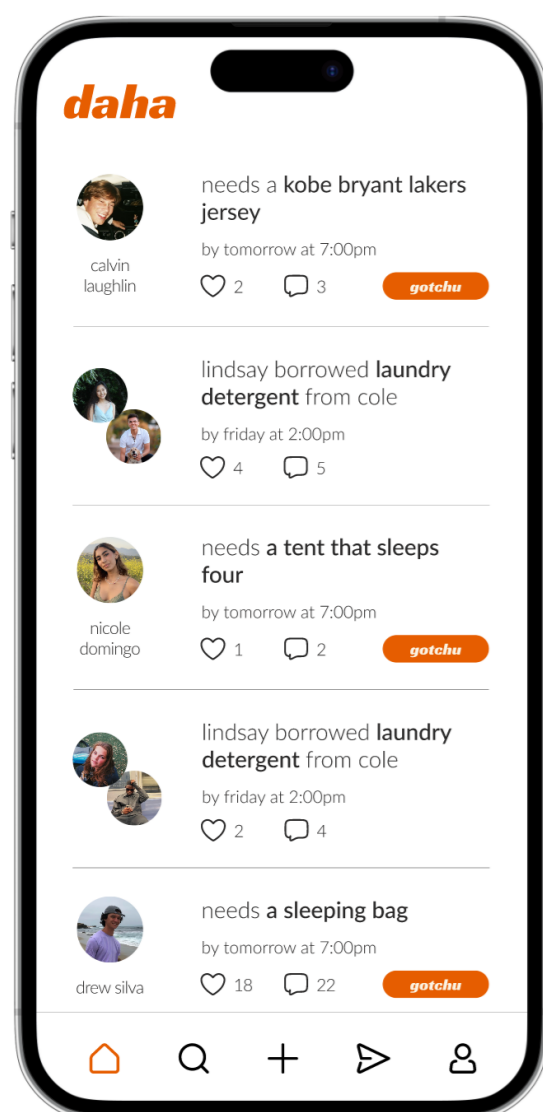 daha
needs a kobe bryant lakers
jersey
by tomorrow at 7:00pm
calvin
laughlin
2 3 gotchu
lindsay borrowed laundry
detergent from cole
by friday at 2:00pm
4 5
needs a tent that sleeps
four
by tomorrow at 7:00pm
nicole
domingo
1 2 gotchu
lindsay borrowed laundry
detergent from cole
by friday at 2:00pm
2 4
needs a sleeping bag
by tomorrow at 7:00pm
drew silva
18 22 gotchu